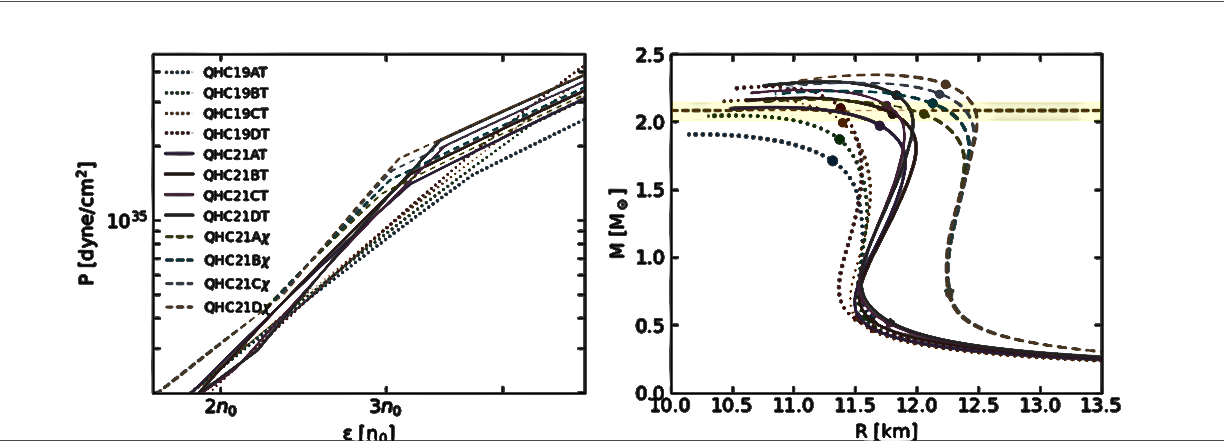 QHC19AT
QHC19BT
QHC19CT
QHC19DT
QHC21AT
QHC21BT
QHC21CT
QHC21DT
QHC21Aχ
QHC21Bχ
QHC21Cχ
QHC21Dχ
P [dyne/cm²]
10³⁵
2n₀ 3n₀
ε [n₀]
M [M⊙]
2.5
2.0
1.5
1.0
0.5
0.0
10.0 10.5 11.0 11.5 12.0 12.5 13.0 13.5
R [km]